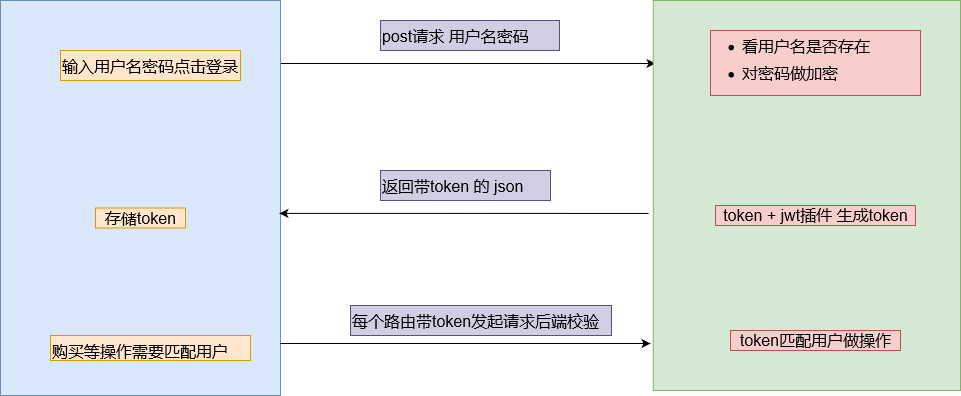 post请求 用户名密码
输入用户名密码点击登录
看用户名是否存在
对密码做加密
返回带token 的 json
存储token
token + jwt插件 生成token
每个路由带token发起请求后端校验
购买等操作需要匹配用户
token匹配用户做操作